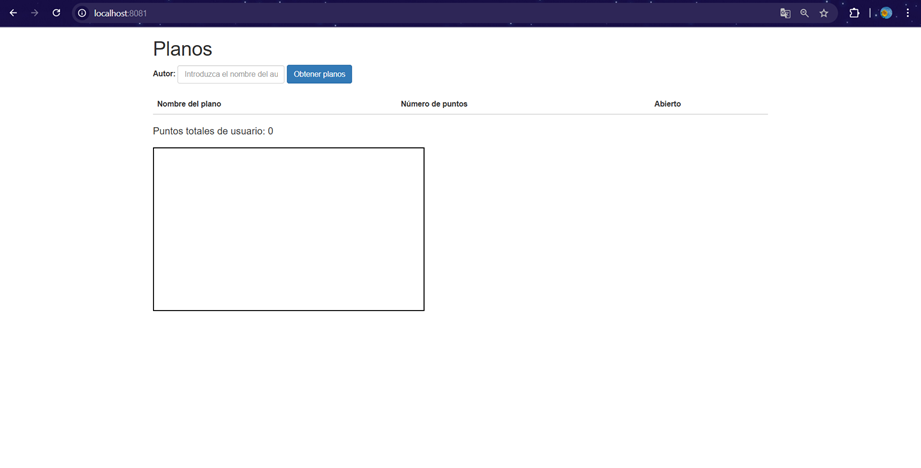 localhost:8081
Planos
Autor: Introduzca el nombre del au Obtener planos
Nombre del plano Número de puntos Abierto
Puntos totales de usuario: 0